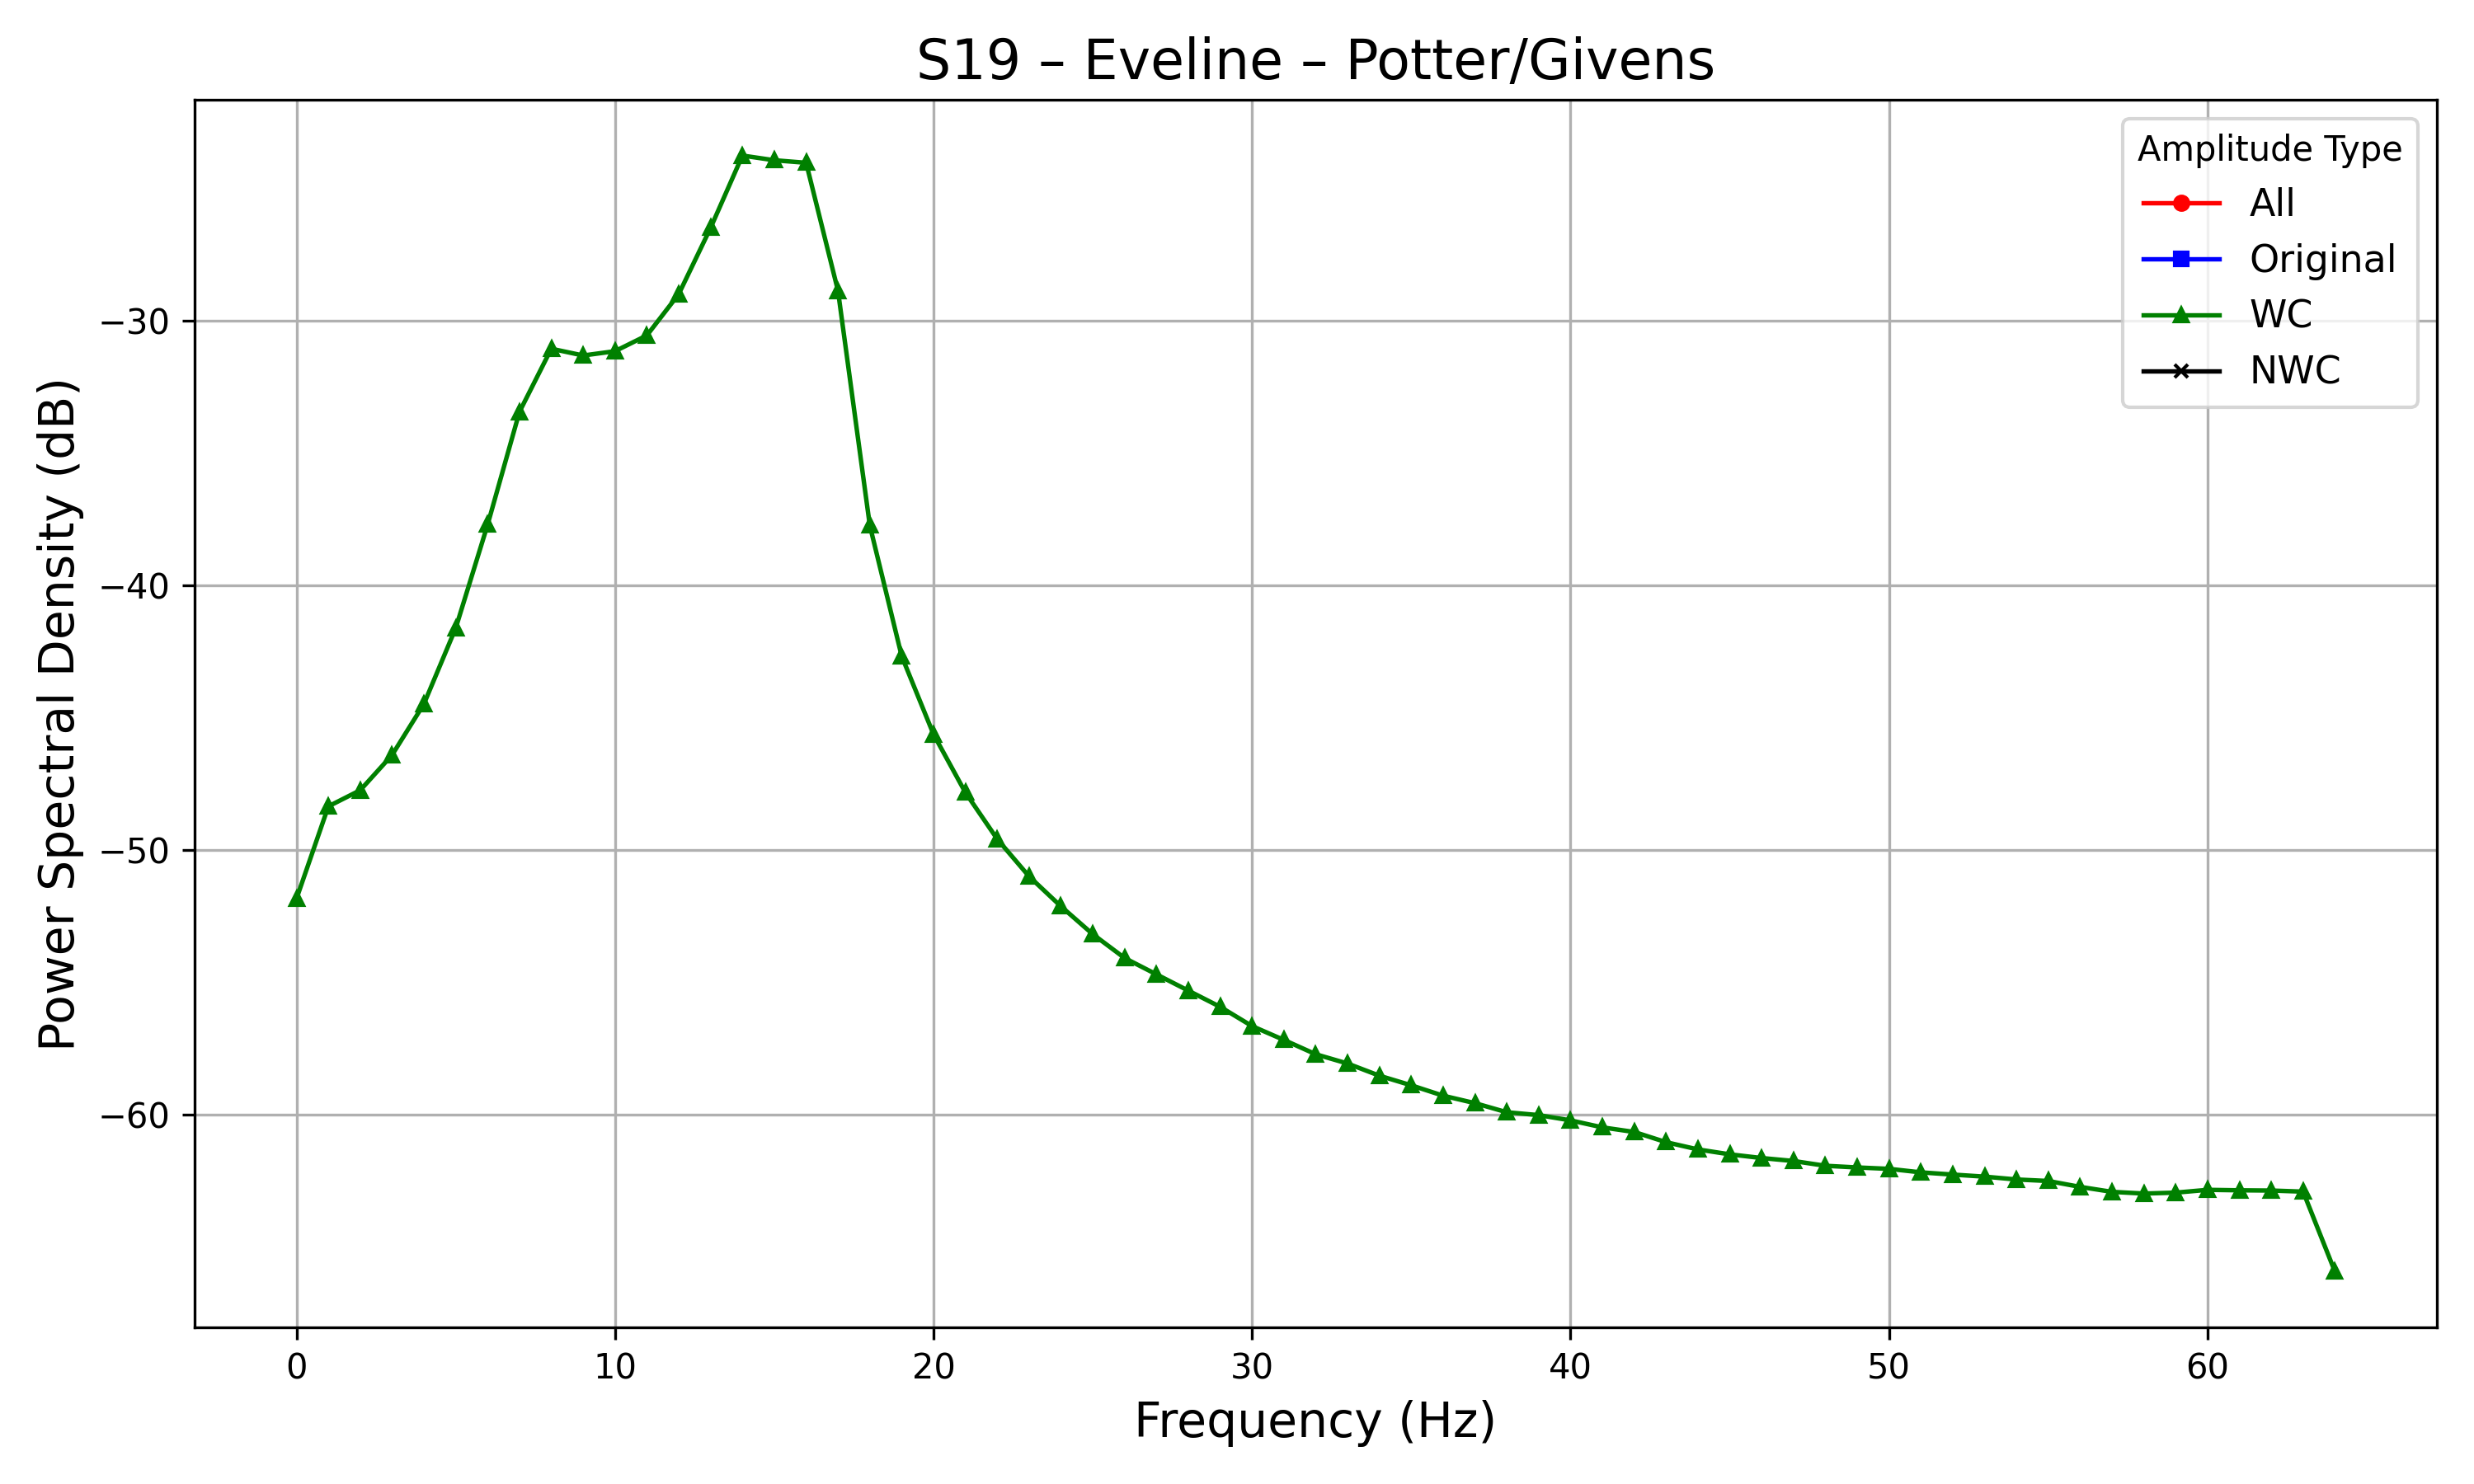 S19 – Eveline – Potter/Givens
Amplitude Type
All
Original
WC
NWC
Power Spectral Density (dB)
−30
−40
−50
−60
0 10 20 30 40 50 60
Frequency (Hz)